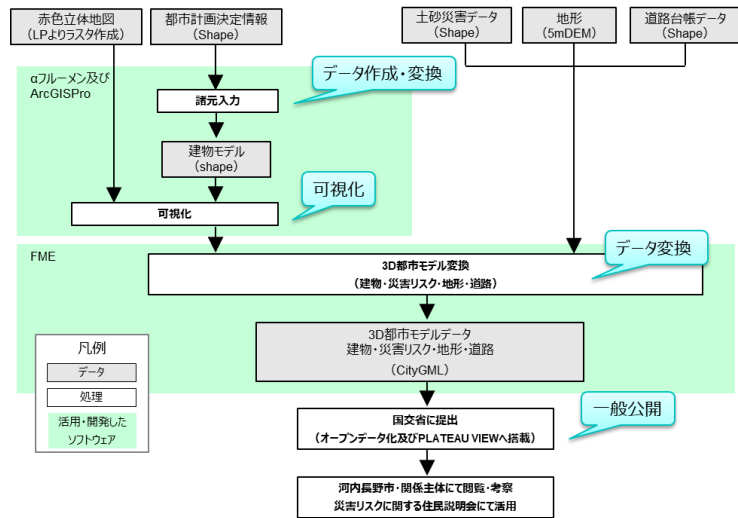 赤色立体地図
(LPよりラスタ作成)
都市計画決定情報
(Shape)
土砂災害データ
(Shape)
地形
(5mDEM)
道路台帳データ
(Shape)
αフルーメン及び
ArcGISPro
データ作成・変換
諸元入力
建物モデル
(shape)
可視化
可視化
FME
データ変換
3D都市モデル変換
(建物・災害リスク・地形・道路)
3D都市モデルデータ
建物・災害リスク・地形・道路
(CityGML)
凡例
データ
処理
活用・開発した
ソフトウェア
一般公開
国交省に提出
(オープンデータ化及びPLATEAU VIEWへ搭載)
河内長野市・関係主体にて閲覧・考察
災害リスクに関する住民説明会にて活用